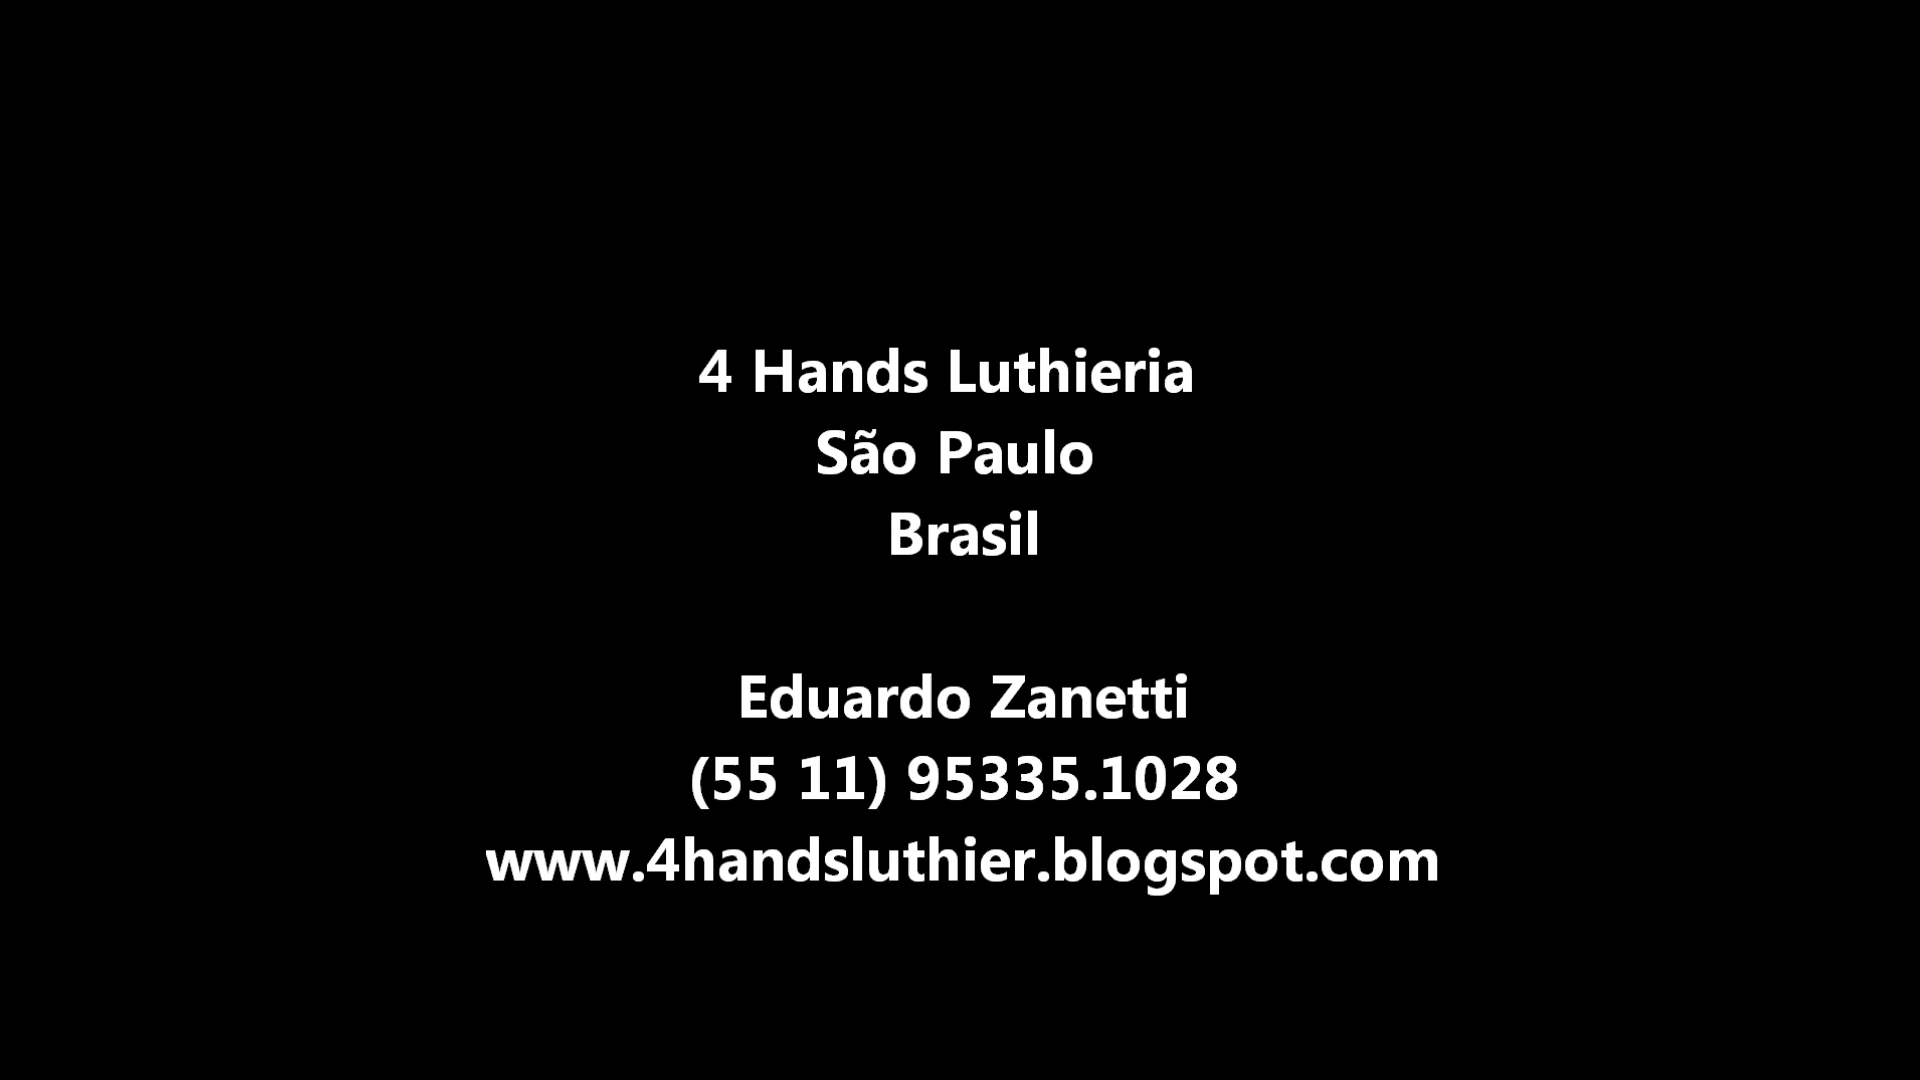 4 Hands Luthieria
São Paulo
Brasil
Eduardo Zanetti
(55 11) 95335.1028
www.4handsluthier.blogspot.com